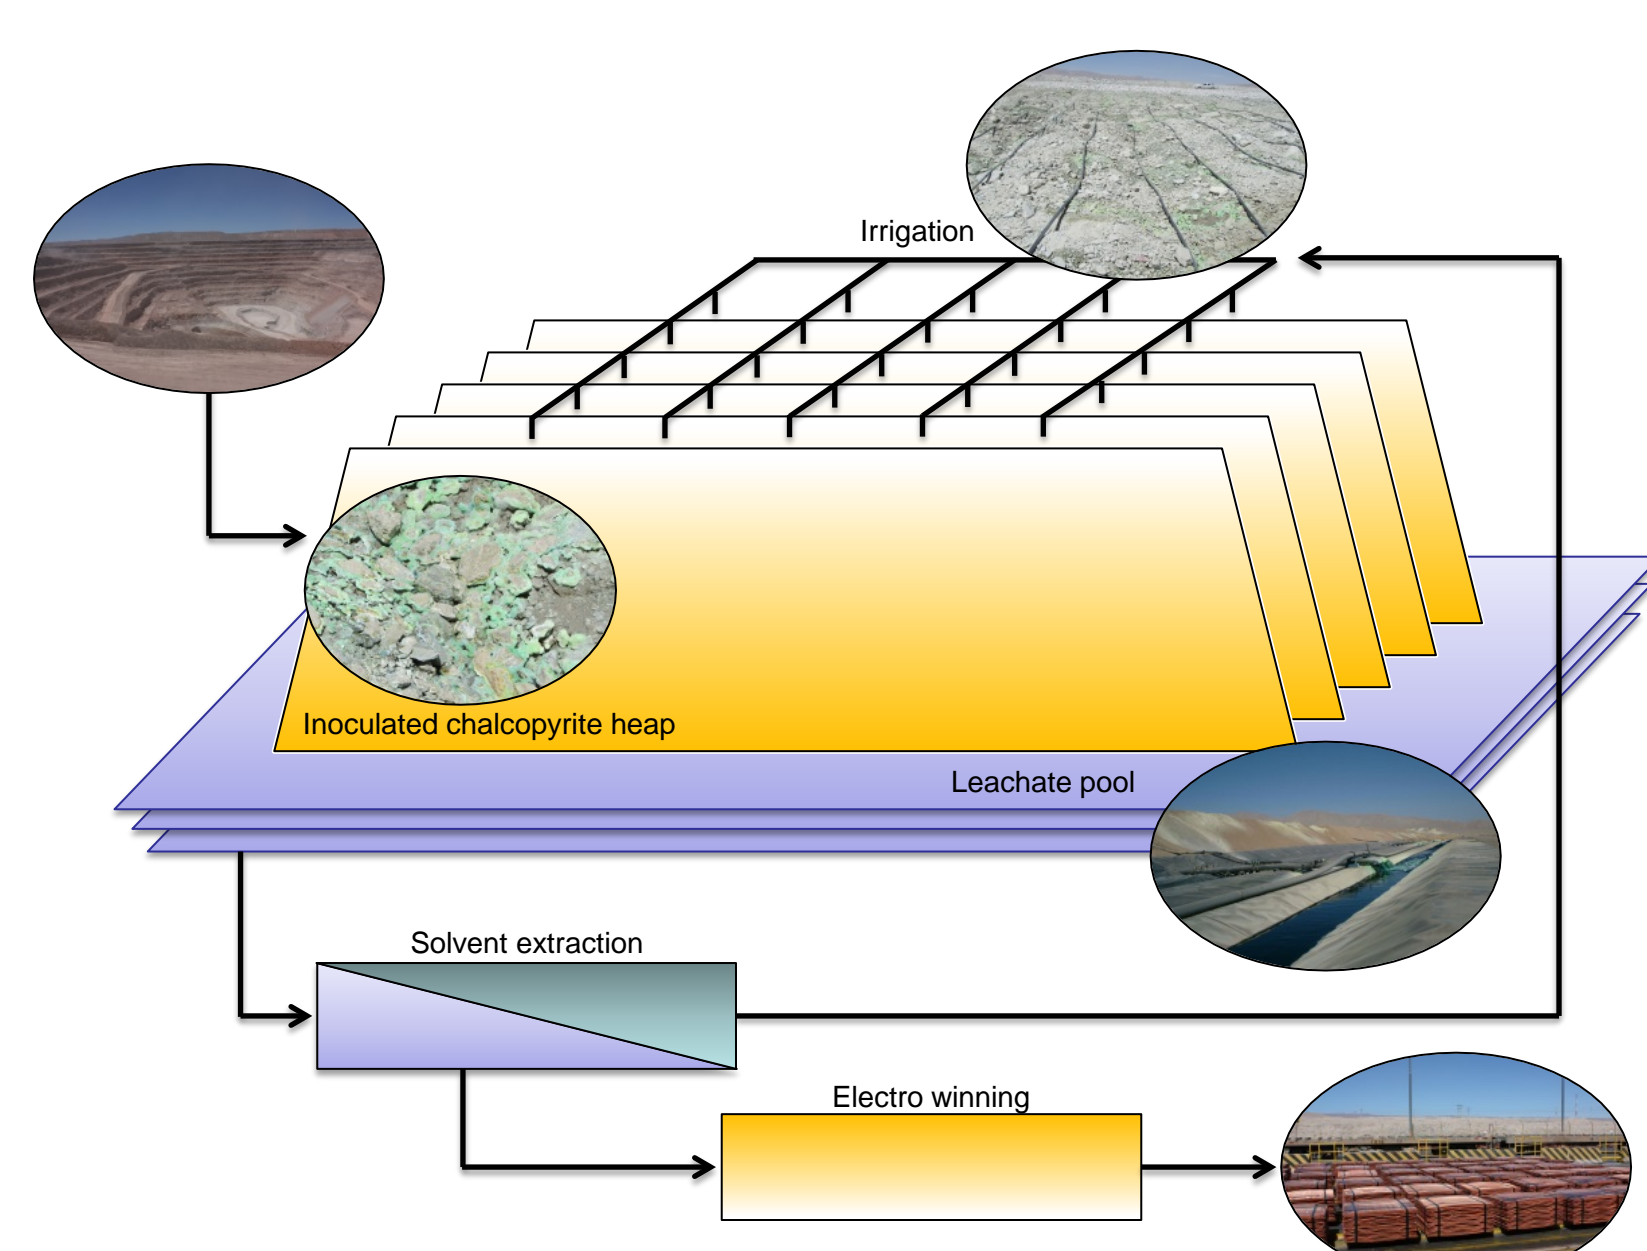 Irrigation
Inoculated chalcopyrite heap
Leachate pool
Solvent extraction
Electro winning